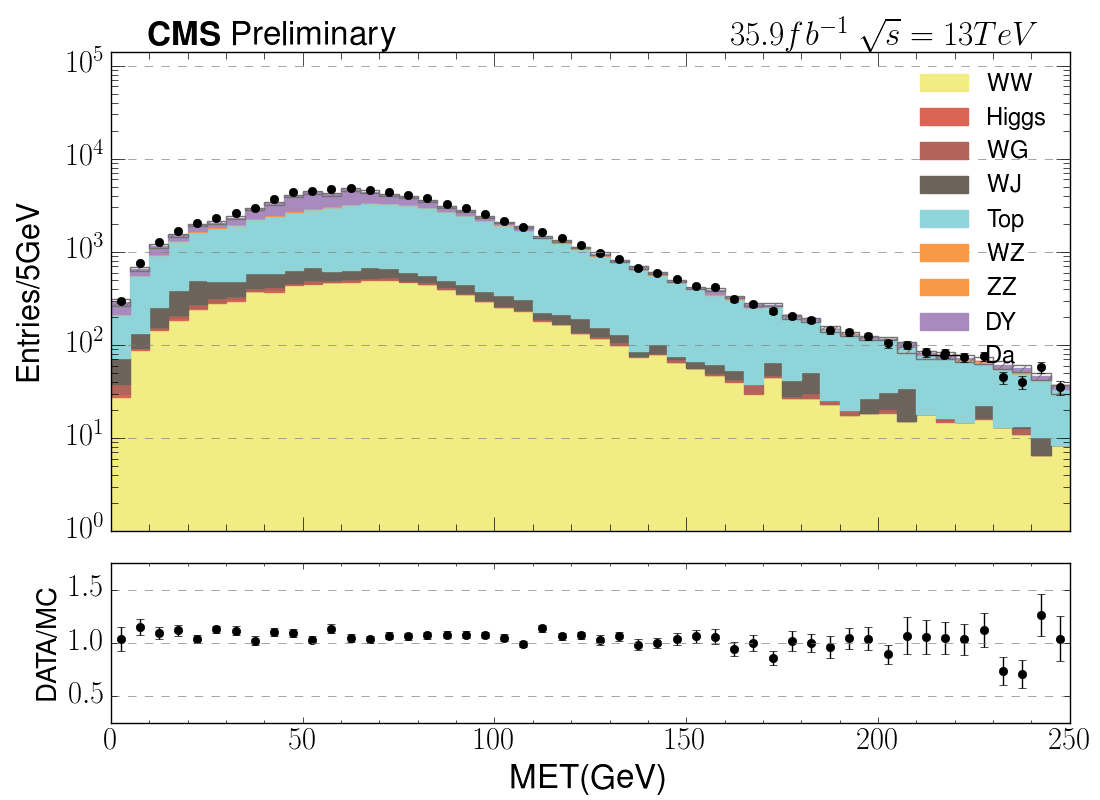 CMS Preliminary 35.9fb⁻¹ √s = 13TeV
Entries/5GeV
10⁵
10⁴
10³
10²
10¹
10⁰
WW
Higgs
WG
WJ
Top
WZ
ZZ
DY
Da
DATA/MC
1.5
1.0
0.5
0 50 100 150 200 250
MET(GeV)